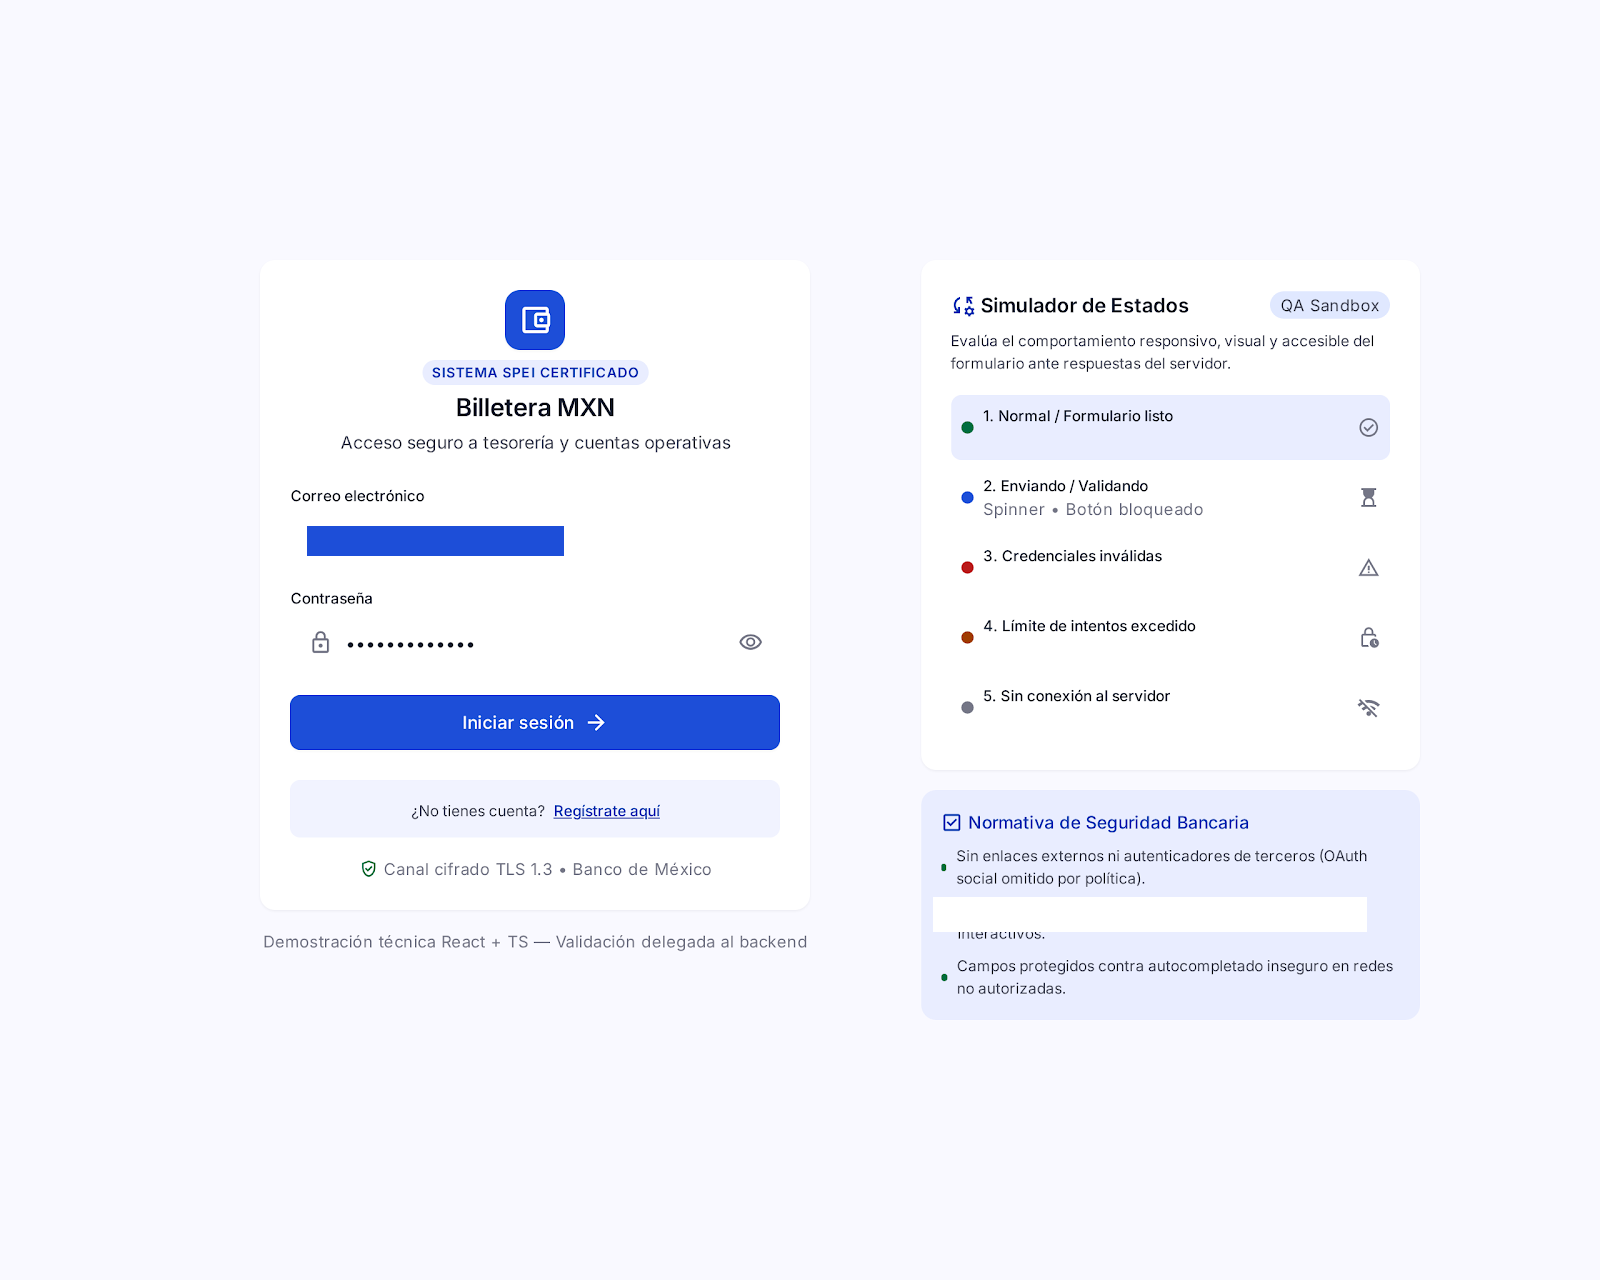 SISTEMA SPEI CERTIFICADO
Billetera MXN
Acceso seguro a tesorería y cuentas operativas
Correo electrónico
Contraseña
Iniciar sesión
¿No tienes cuenta? Regístrate aquí
Canal cifrado TLS 1.3 • Banco de México
Demostración técnica React + TS — Validación delegada al backend
Simulador de Estados
QA Sandbox
Evalúa el comportamiento responsivo, visual y accesible del
formulario ante respuestas del servidor.
1. Normal / Formulario listo
2. Enviando / Validando
Spinner • Botón bloqueado
3. Credenciales inválidas
4. Límite de intentos excedido
5. Sin conexión al servidor
Normativa de Seguridad Bancaria
Sin enlaces externos ni autenticadores de terceros (OAuth
social omitido por política).
interactivos.
Campos protegidos contra autocompletado inseguro en redes
no autorizadas.